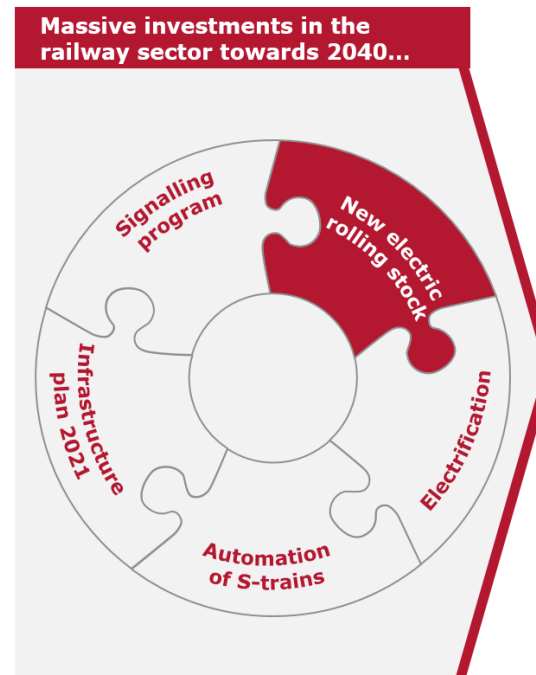 Massive investments in the
railway sector towards 2040...
Signalling
program
New electric
rolling stock
Infrastructure
plan 2021
Electrification
Automation
of S-trains